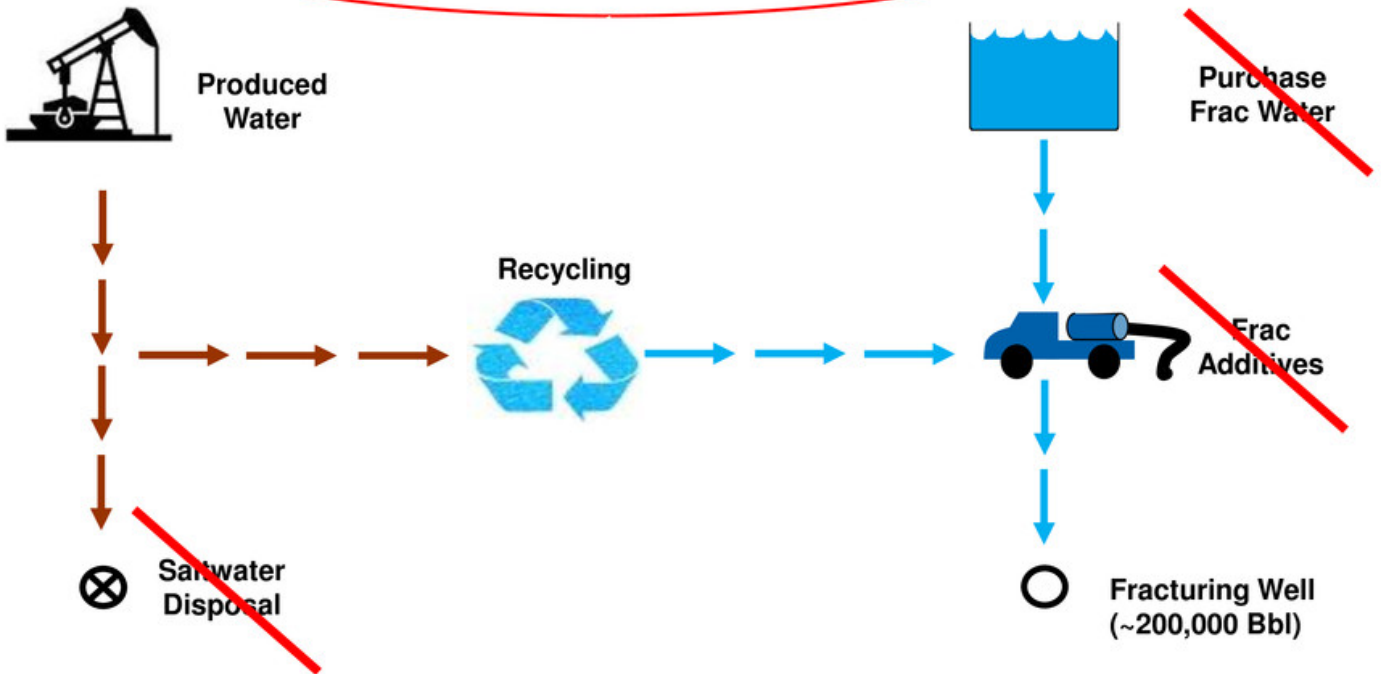 Produced
Water
Purchase
Frac Water
Recycling
Frac
Additives
Saltwater
Disposal
Fracturing Well
(~200,000 Bbl)